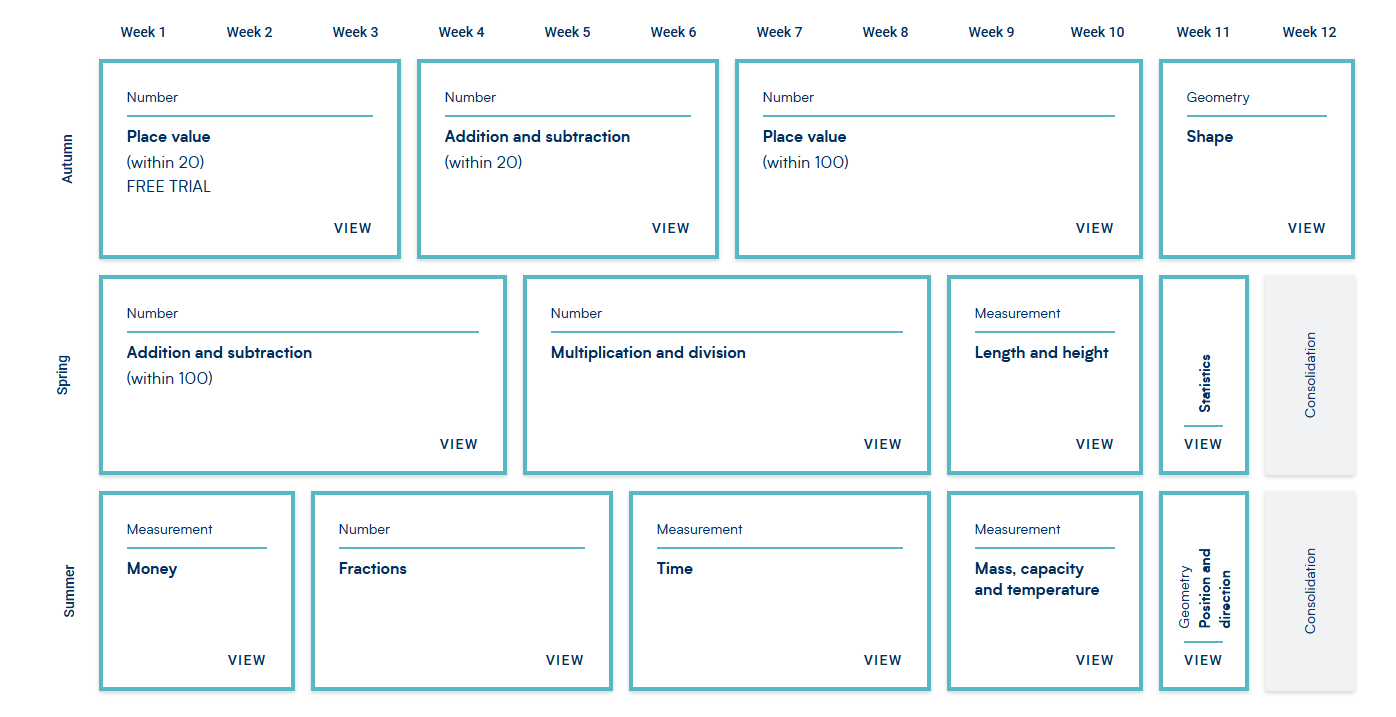 Week 1 Week 2 Week 3 Week 4 Week 5 Week 6 Week 7 Week 8 Week 9 Week 10 Week 11 Week 12
Autumn
Number
Place value
(within 20)
FREE TRIAL
VIEW
Number
Addition and subtraction
(within 20)
VIEW
Number
Place value
(within 100)
VIEW
Geometry
Shape
VIEW
Spring
Number
Addition and subtraction
(within 100)
VIEW
Number
Multiplication and division
VIEW
Measurement
Length and height
VIEW
Statistics
VIEW
Consolidation
Summer
Measurement
Money
VIEW
Number
Fractions
VIEW
Measurement
Time
VIEW
Measurement
Mass, capacity
and temperature
VIEW
Geometry
Position and
direction
VIEW
Consolidation